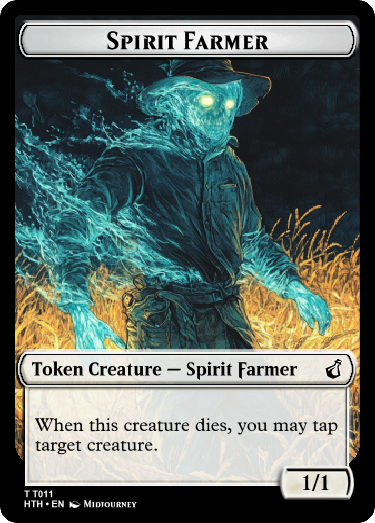 Spirit Farmer
Token Creature — Spirit Farmer
When this creature dies, you may tap
target creature.
1/1
T T011
HTH • EN Midjourney